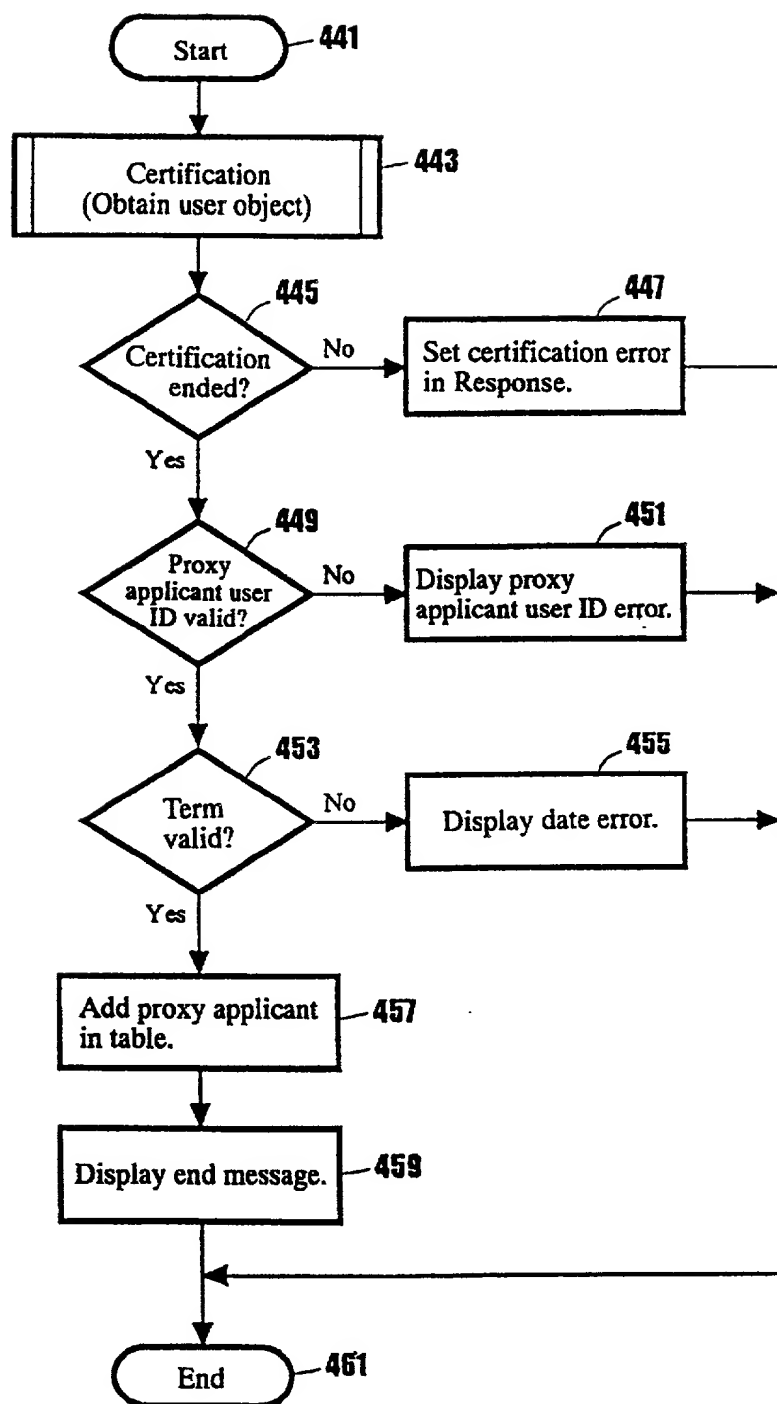 Start
441
Certification
(Obtain user object)
443
445
Certification
ended?
No
Yes
447
Set certification error
in Response.
449
Proxy
applicant user
ID valid?
No
Yes
451
Display proxy
applicant user ID error.
453
Term
valid?
No
Yes
455
Display date error.
Add proxy applicant
in table.
457
Display end message.
459
End
461